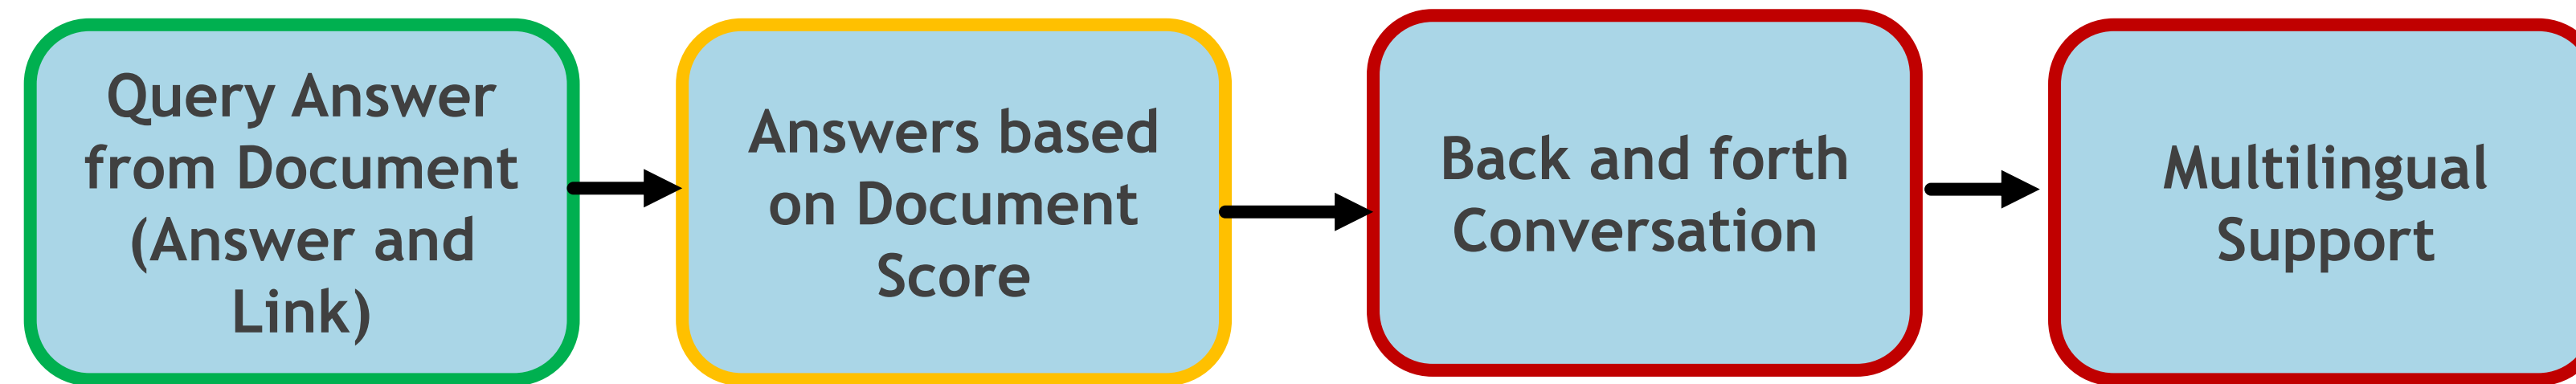 Query Answer
from Document
(Answer and
Link)
Answers based
on Document
Score
Back and forth
Conversation
Multilingual
Support